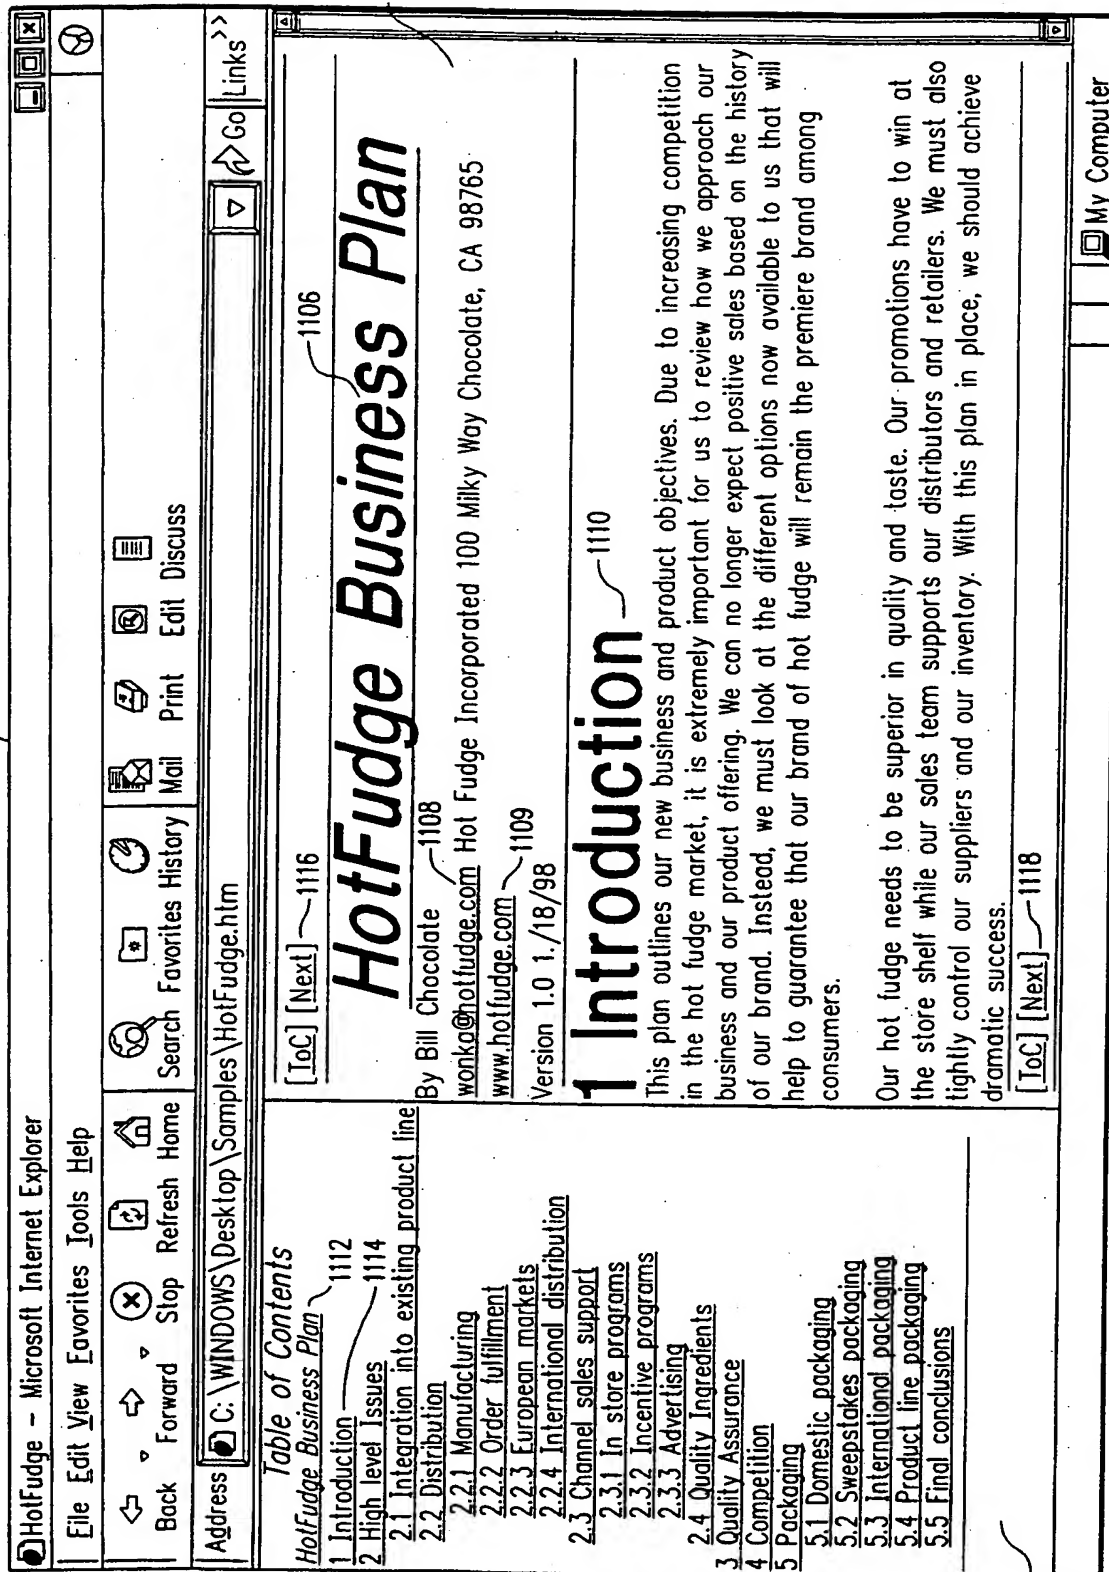 HotFudge - Microsoft Internet Explorer
File Edit View Favorites Tools Help
Back Forward Stop Refresh Home Search Favorites History Mail Print Edit Discuss
Address C: \WINDOWS\Desktop\Samples\HotFudge.htm Go Links >>
Table of Contents
HotFudge Business Plan 1112
1 Introduction 1114
2 High level Issues
2.1 Integration into existing product line
2.2 Distribution
2.2.1 Manufacturing
2.2.2 Order fulfillment
2.2.3 European markets
2.2.4 International distribution
2.3 Channel sales support
2.3.1 In store programs
2.3.2 Incentive programs
2.3.3 Advertising
2.4 Quality Ingredients
3 Quality Assurance
4 Competition
5 Packaging
5.1 Domestic packaging
5.2 Sweepstakes packaging
5.3 International packaging
5.4 Product line packaging
5.5 Final conclusions
[ToC] [Next] 1116
1106
HotFudge Business Plan
By Bill Chocolate 1108
wonka@hotfudge.com Hot Fudge Incorporated 100 Milky Way Chocolate, CA 98765
www.hotfudge.com 1109
Version 1.0 1./18/98
1 Introduction 1110
This plan outlines our new business and product objectives. Due to increasing competition
in the hot fudge market, it is extremely important for us to review how we approach our
business and our product offering. We can no longer expect positive sales based on the history
of our brand. Instead, we must look at the different options now available to us that will
help to guarantee that our brand of hot fudge will remain the premiere brand among
consumers.
Our hot fudge needs to be superior in quality and taste. Our promotions have to win at
the store shelf while our sales team supports our distributors and retailers. We must also
tightly control our suppliers and our inventory. With this plan in place, we should achieve
dramatic success.
[ToC] [Next] 1118
My Computer